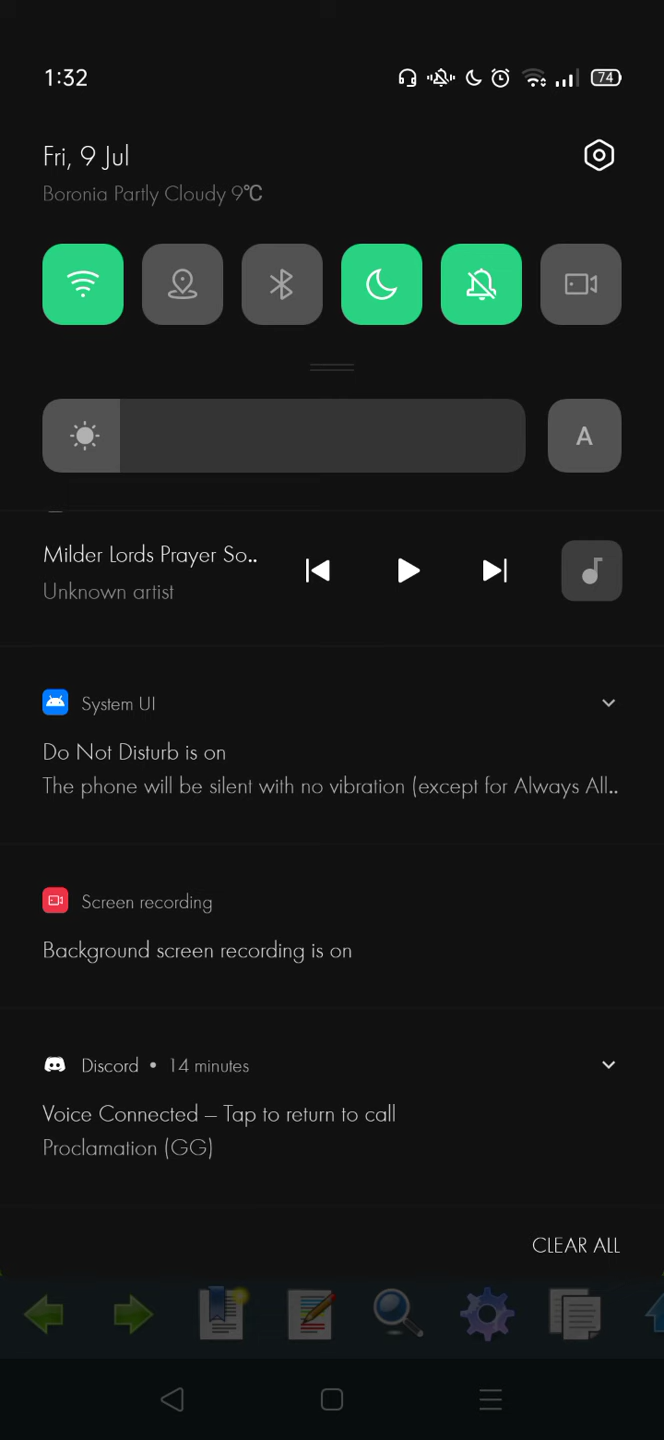 1:32
74
Fri, 9 Jul
Boronia Partly Cloudy 9℃
A
Milder Lords Prayer So..
Unknown artist
System UI
Do Not Disturb is on
The phone will be silent with no vibration (except for Always All..
Screen recording
Background screen recording is on
Discord • 14 minutes
Voice Connected – Tap to return to call
Proclamation (GG)
CLEAR ALL